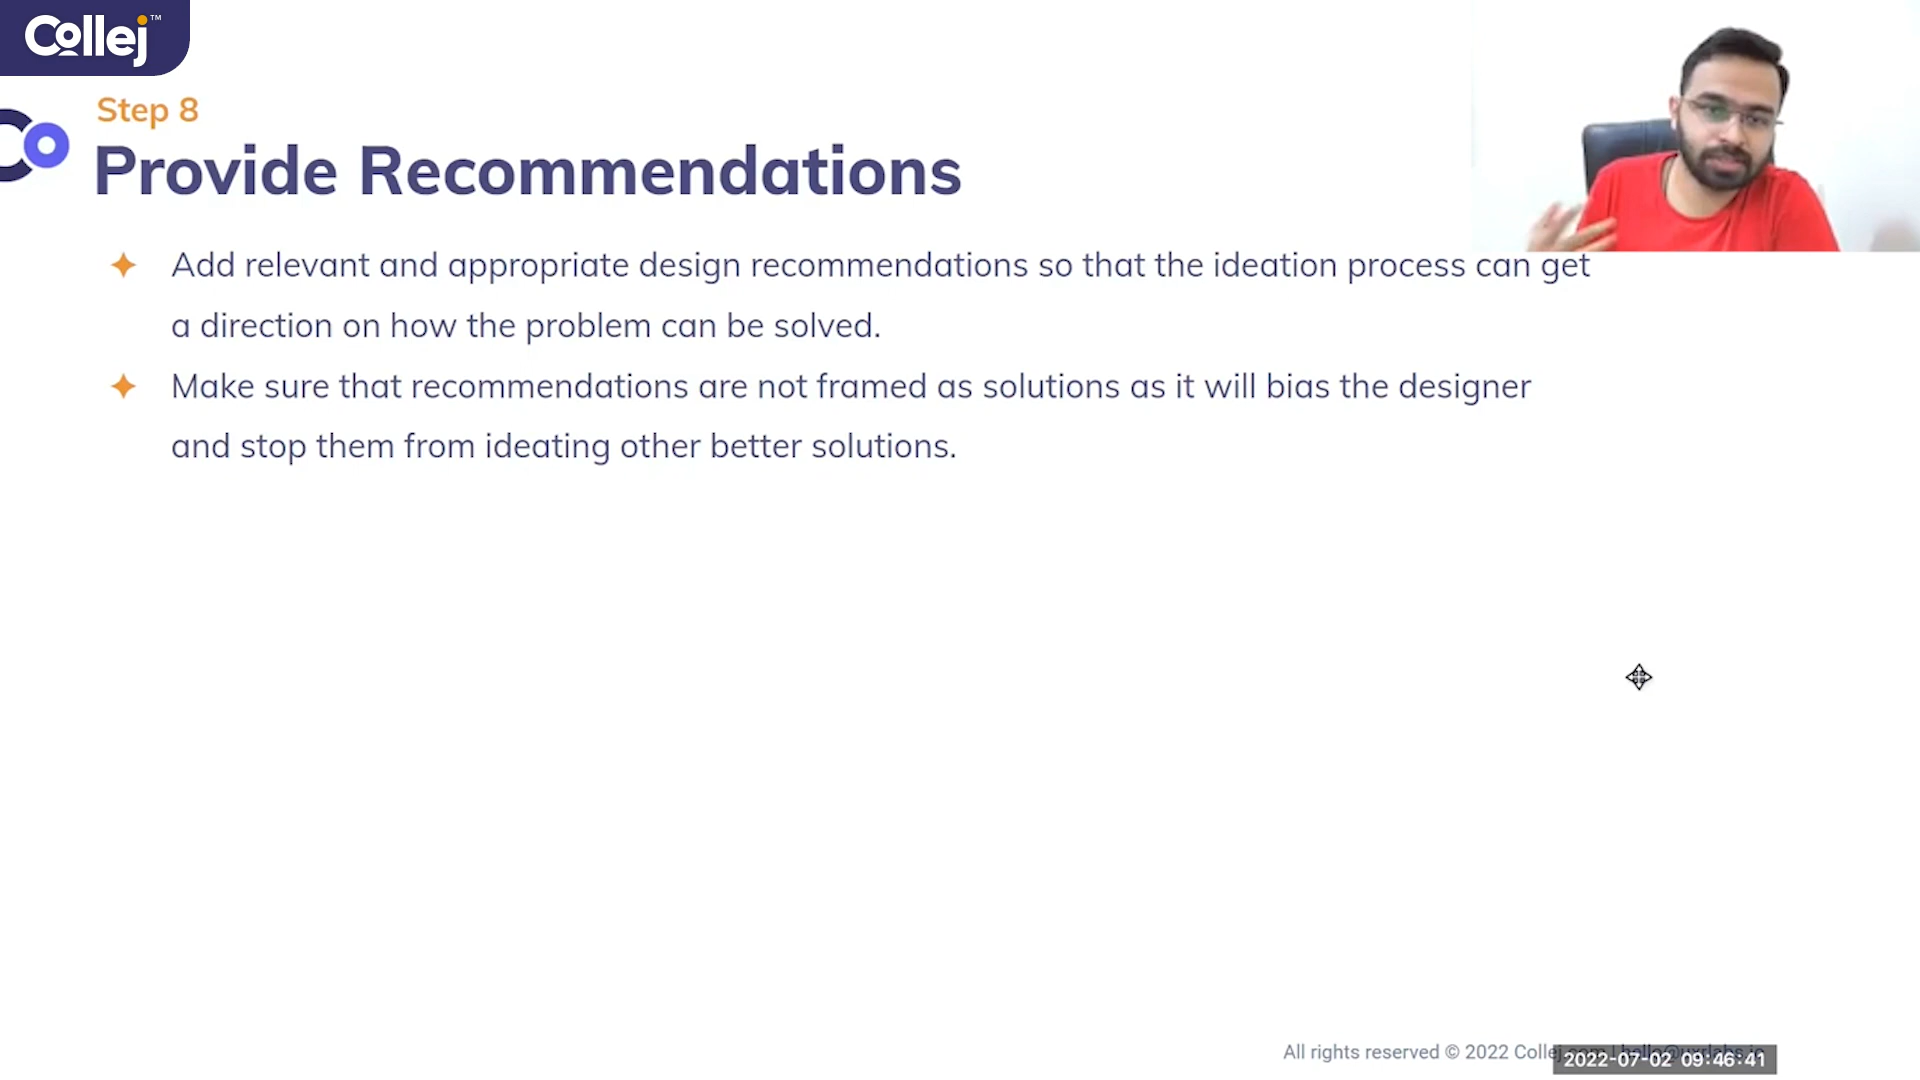 Collej™
Step 8
Provide Recommendations
Add relevant and appropriate design recommendations so that the ideation process can get
a direction on how the problem can be solved.
Make sure that recommendations are not framed as solutions as it will bias the designer
and stop them from ideating other better solutions.
All rights reserved © 2022 Collej
2022-07-02 09:46:41